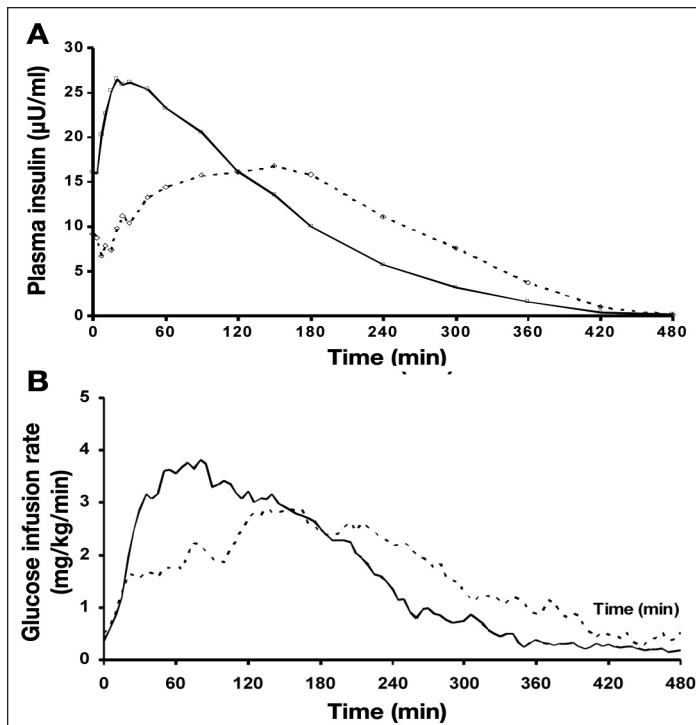 A
Plasma insulin (µU/ml)
30
25
20
15
10
5
0
0 60 120 180 240 300 360 420 480
Time (min)
B
Glucose infusion rate
(mg/kg/min)
5
4
3
2
1
0
Time (min)
0 60 120 180 240 300 360 420 480
Time (min)